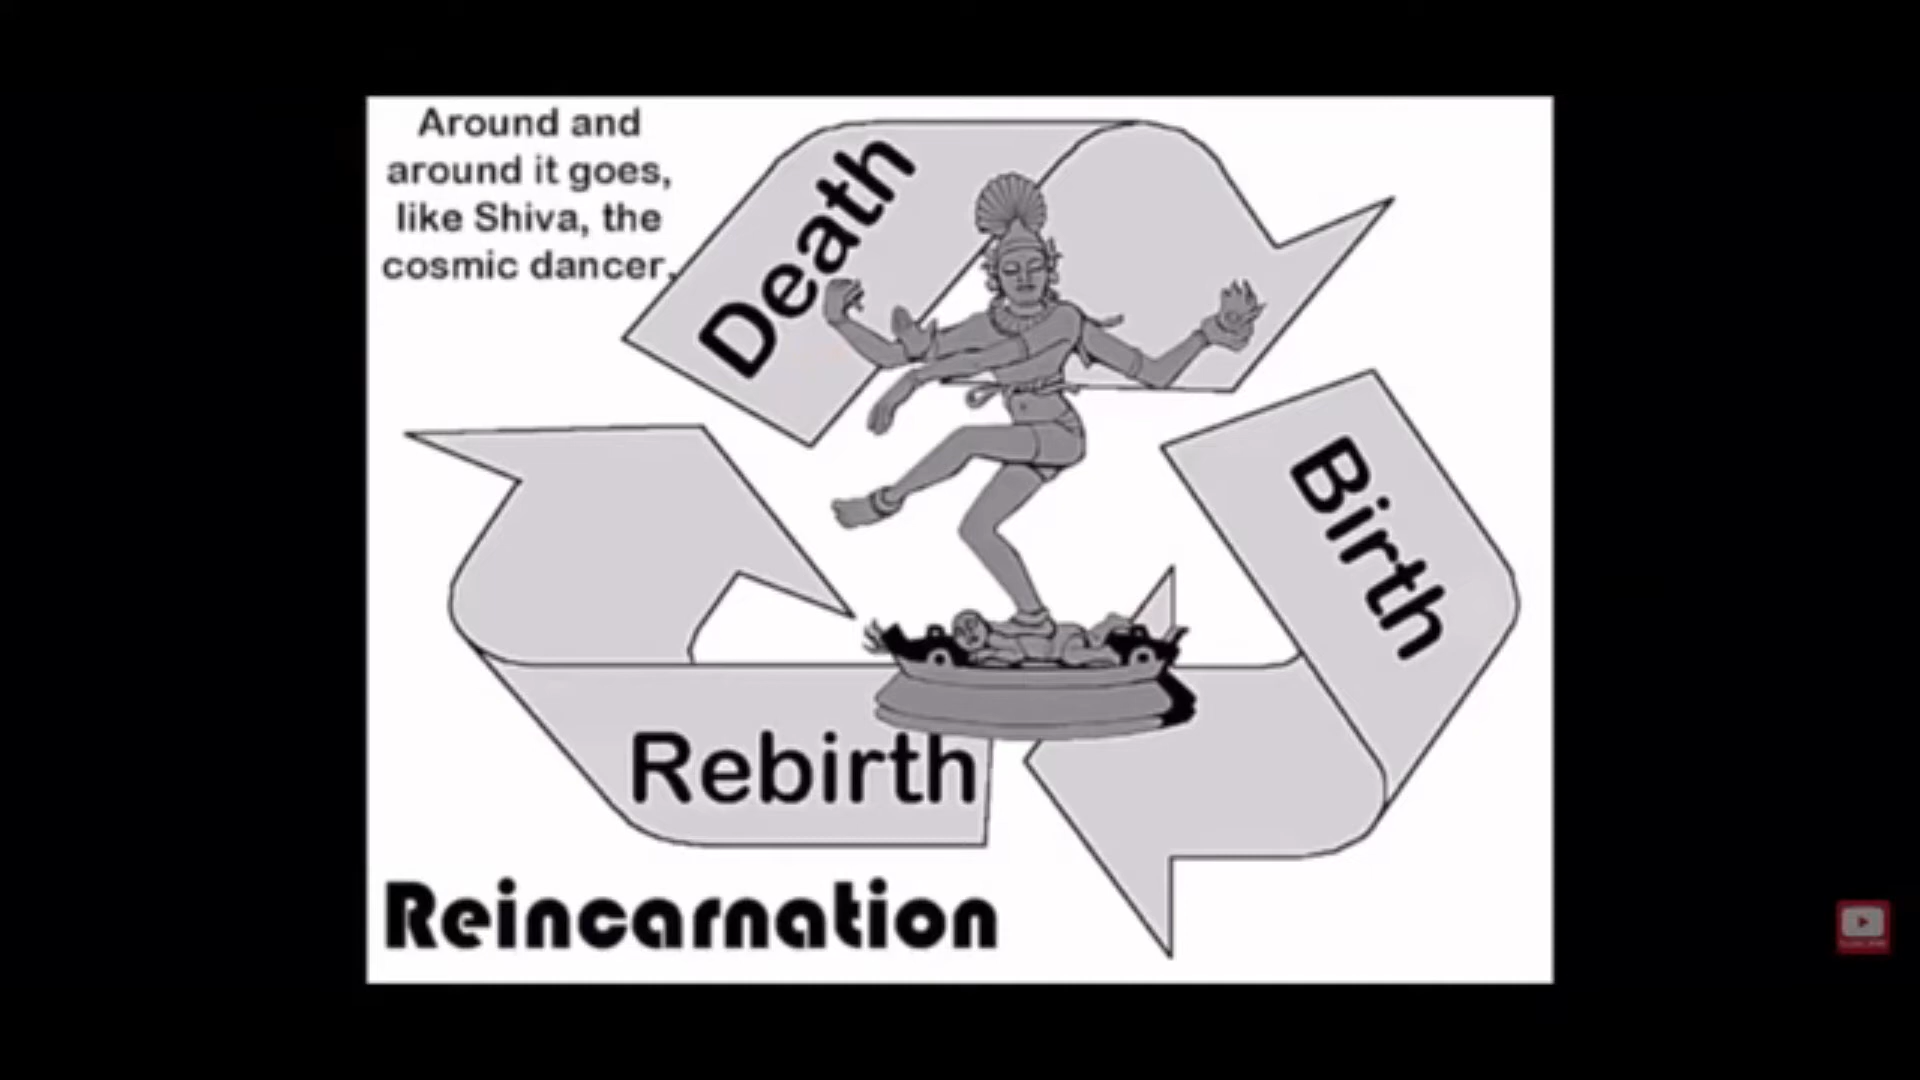 Around and
around it goes,
like Shiva, the
cosmic dancer.
Death
Birth
Rebirth
Reincarnation